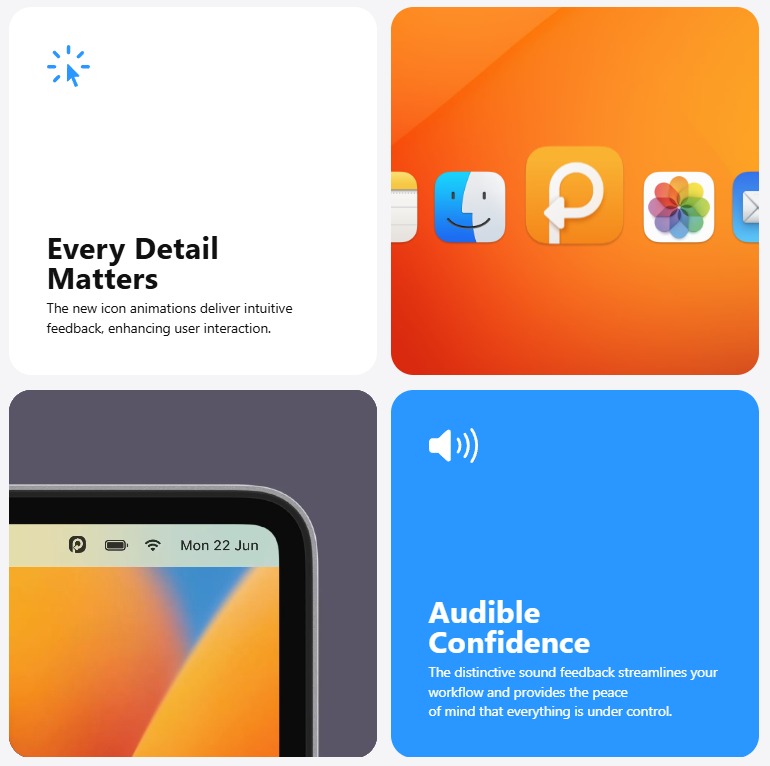 Every Detail
Matters
The new icon animations deliver intuitive
feedback, enhancing user interaction.
Mon 22 Jun
Audible
Confidence
The distinctive sound feedback streamlines your
workflow and provides the peace
of mind that everything is under control.